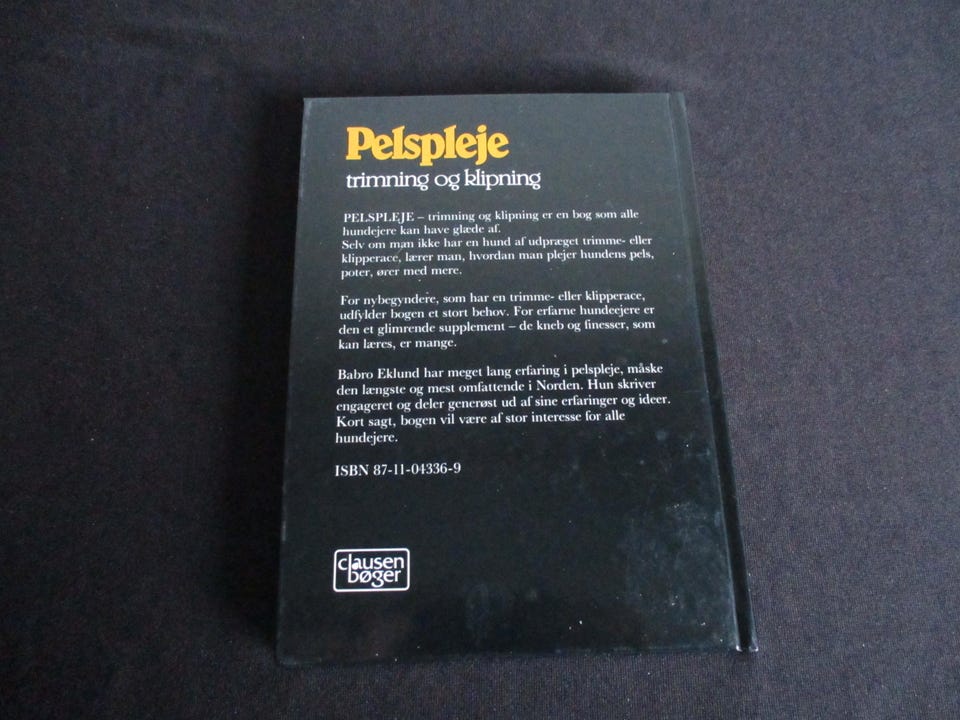 Pelspleje
trimning og klipning
PELSPLEJE – trimning og klipning er en bog som alle
hundejere kan have glæde af.
Selv om man ikke har en hund af udpræget trimme- eller
klipperace, lærer man, hvordan man plejer hundens pels,
poter, ører med mere.
For nybegyndere, som har en trimme- eller klipperace,
udfylder bogen et stort behov. For erfarne hundeejere er
den et glimrende supplement – de kneb og finesser, som
kan læres, er mange.
Babro Eklund har meget lang erfaring i pelspleje, måske
den længste og mest omfattende i Norden. Hun skriver
engageret og deler generøst ud af sine erfaringer og ideer.
Kort sagt, bogen vil være af stor interesse for alle
hundejere.
ISBN 87-11-04336-9
clausen
bøger